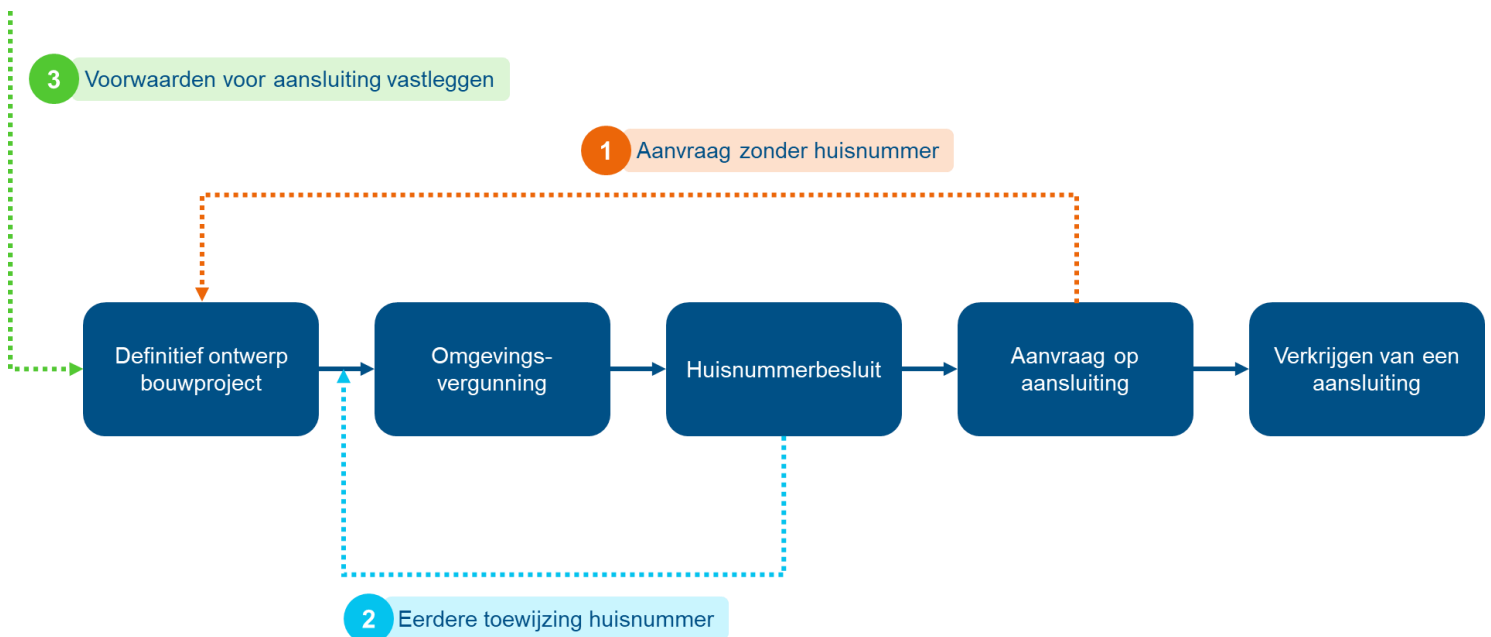 3 Voorwaarden voor aansluiting vastleggen
1 Aanvraag zonder huisnummer
Definitief ontwerp
bouwproject
Omgevings-
vergunning
Huisnummerbesluit
Aanvraag op
aansluiting
Verkrijgen van een
aansluiting
2 Eerdere toewijzing huisnummer